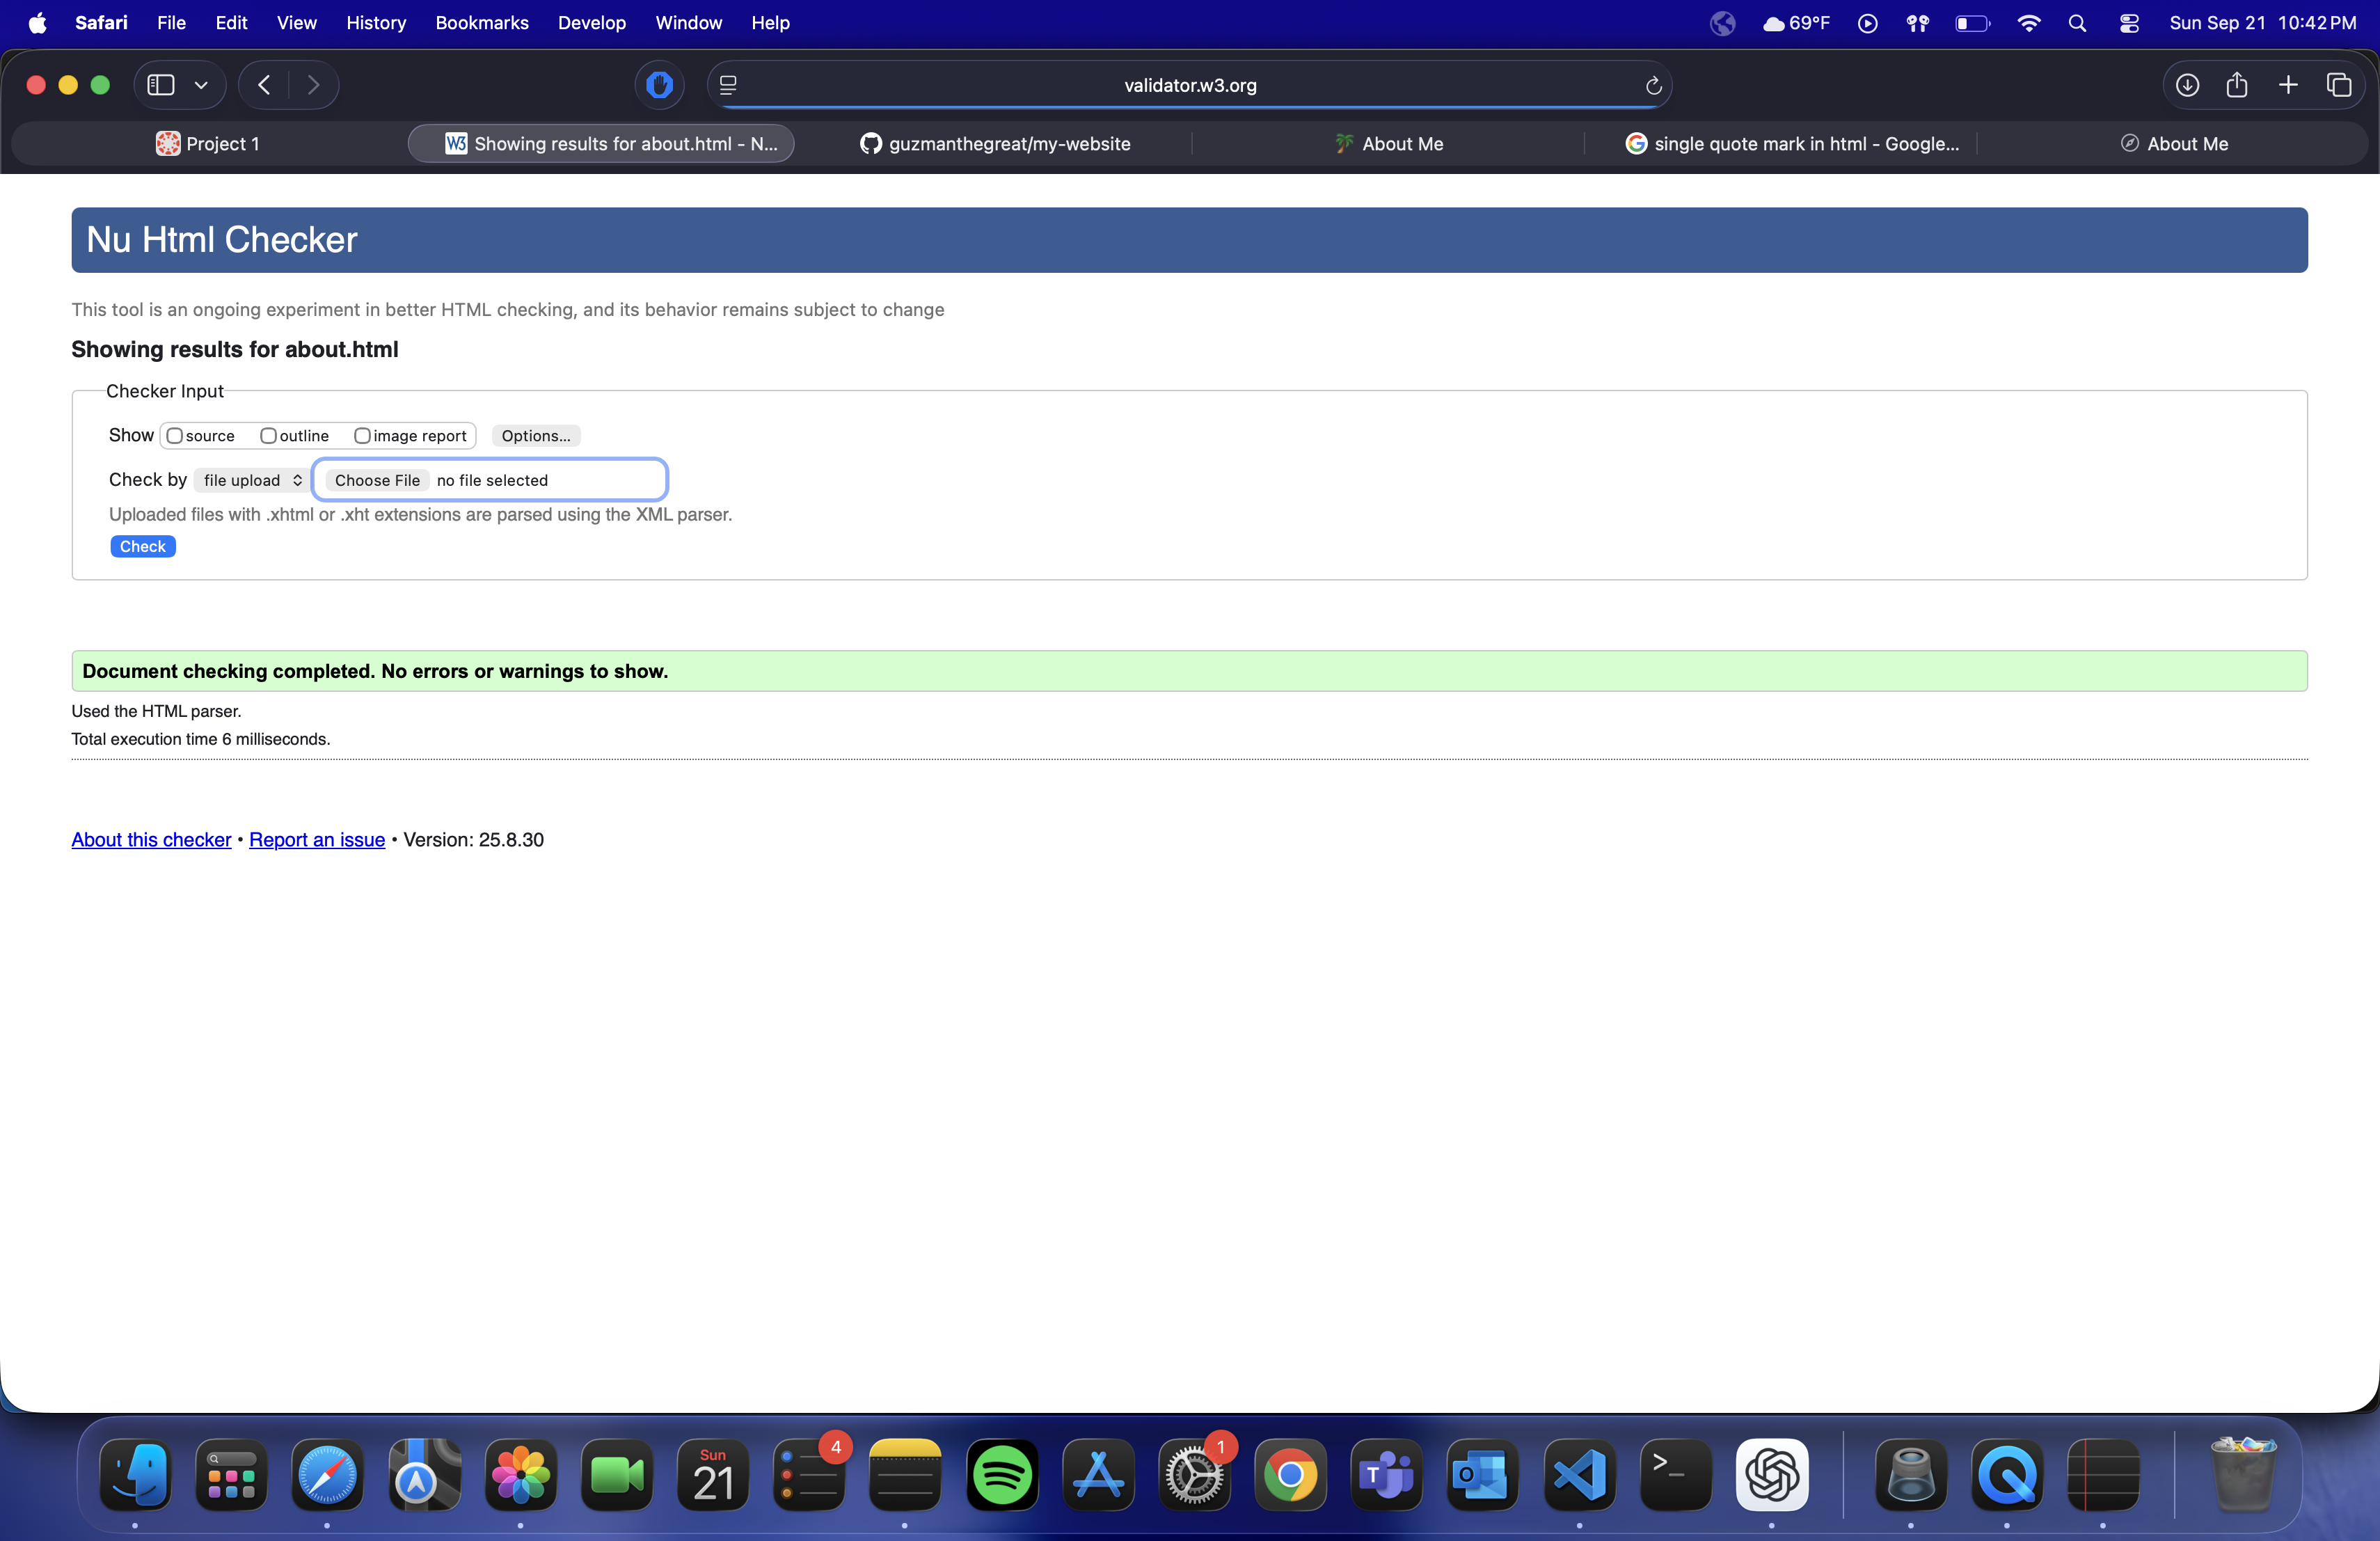 Safari File Edit View History Bookmarks Develop Window Help 69°F Sun Sep 21 10:42 PM
validator.w3.org
Project 1 W3 Showing results for about.html - N... guzmanthegreat/my-website About Me single quote mark in html - Google... About Me
Nu Html Checker
This tool is an ongoing experiment in better HTML checking, and its behavior remains subject to change
Showing results for about.html
Checker Input
Show source outline image report Options...
Check by file upload Choose File no file selected
Uploaded files with .xhtml or .xht extensions are parsed using the XML parser.
Check
Document checking completed. No errors or warnings to show.
Used the HTML parser.
Total execution time 6 milliseconds.
About this checker • Report an issue • Version: 25.8.30
Sun 21 4 1 T O >_